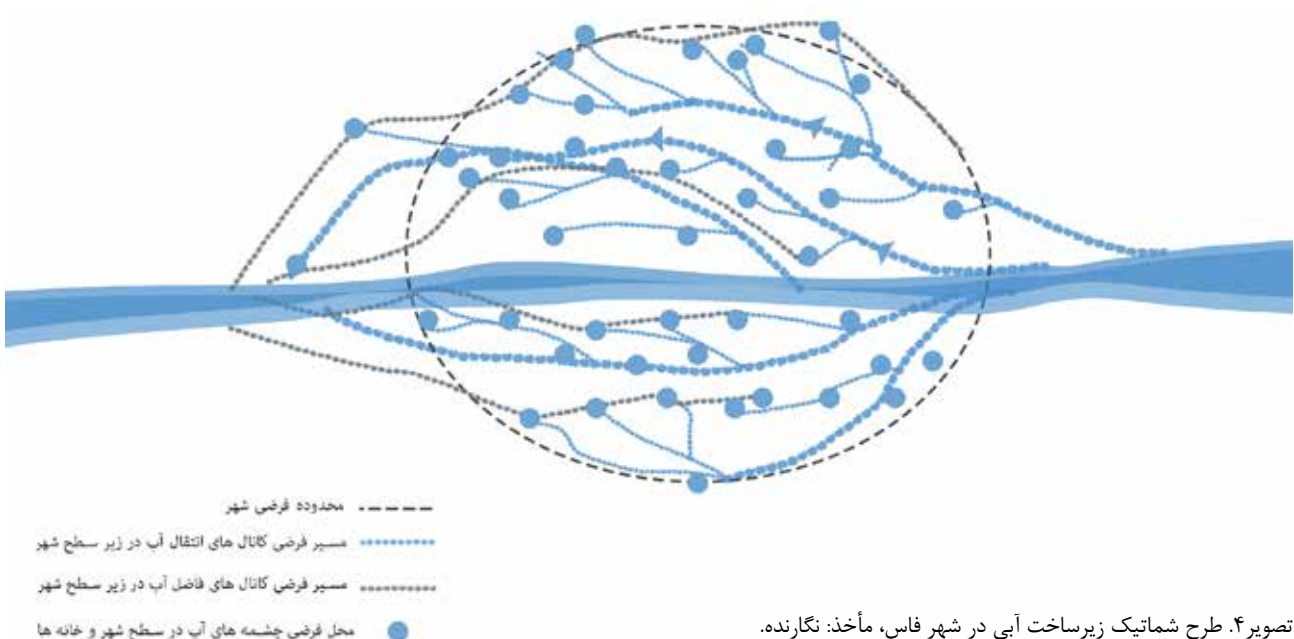 محدوده فرضی شهر
مسیر فرضی کانال های انتقال آب در زیر سطح شهر
مسیر فرضی کانال های فاضل آب در زیر سطح شهر
محل فرضی چشمه های آب در سطح شهر و خانه ها
تصویر۴. طرح شماتیک زیرساخت آبی در شهر فاس، مأخذ: نگارنده.